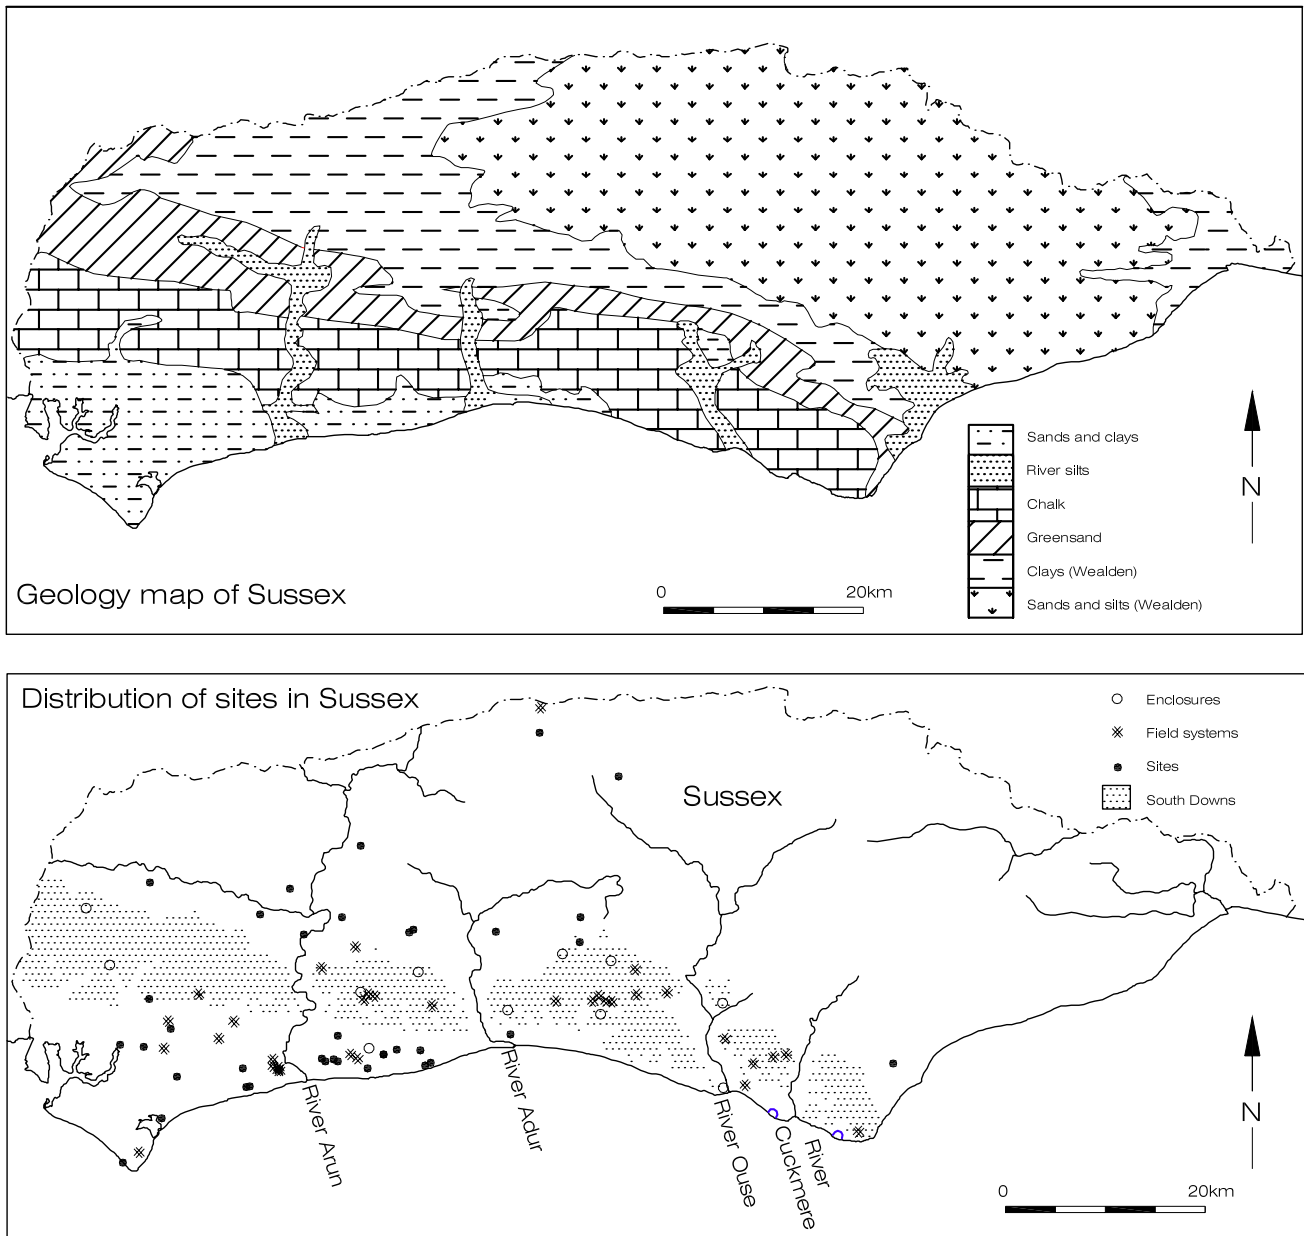 Sands and clays
River silts
Chalk
N
Greensand
Clays (Wealden)
Geology map of Sussex
0 20km
Sands and silts (Wealden)
Distribution of sites in Sussex
Enclosures
Field systems
Sites
Sussex
South Downs
River Arun
River Adur
River Ouse
River
Cuckmere
N
0 20km